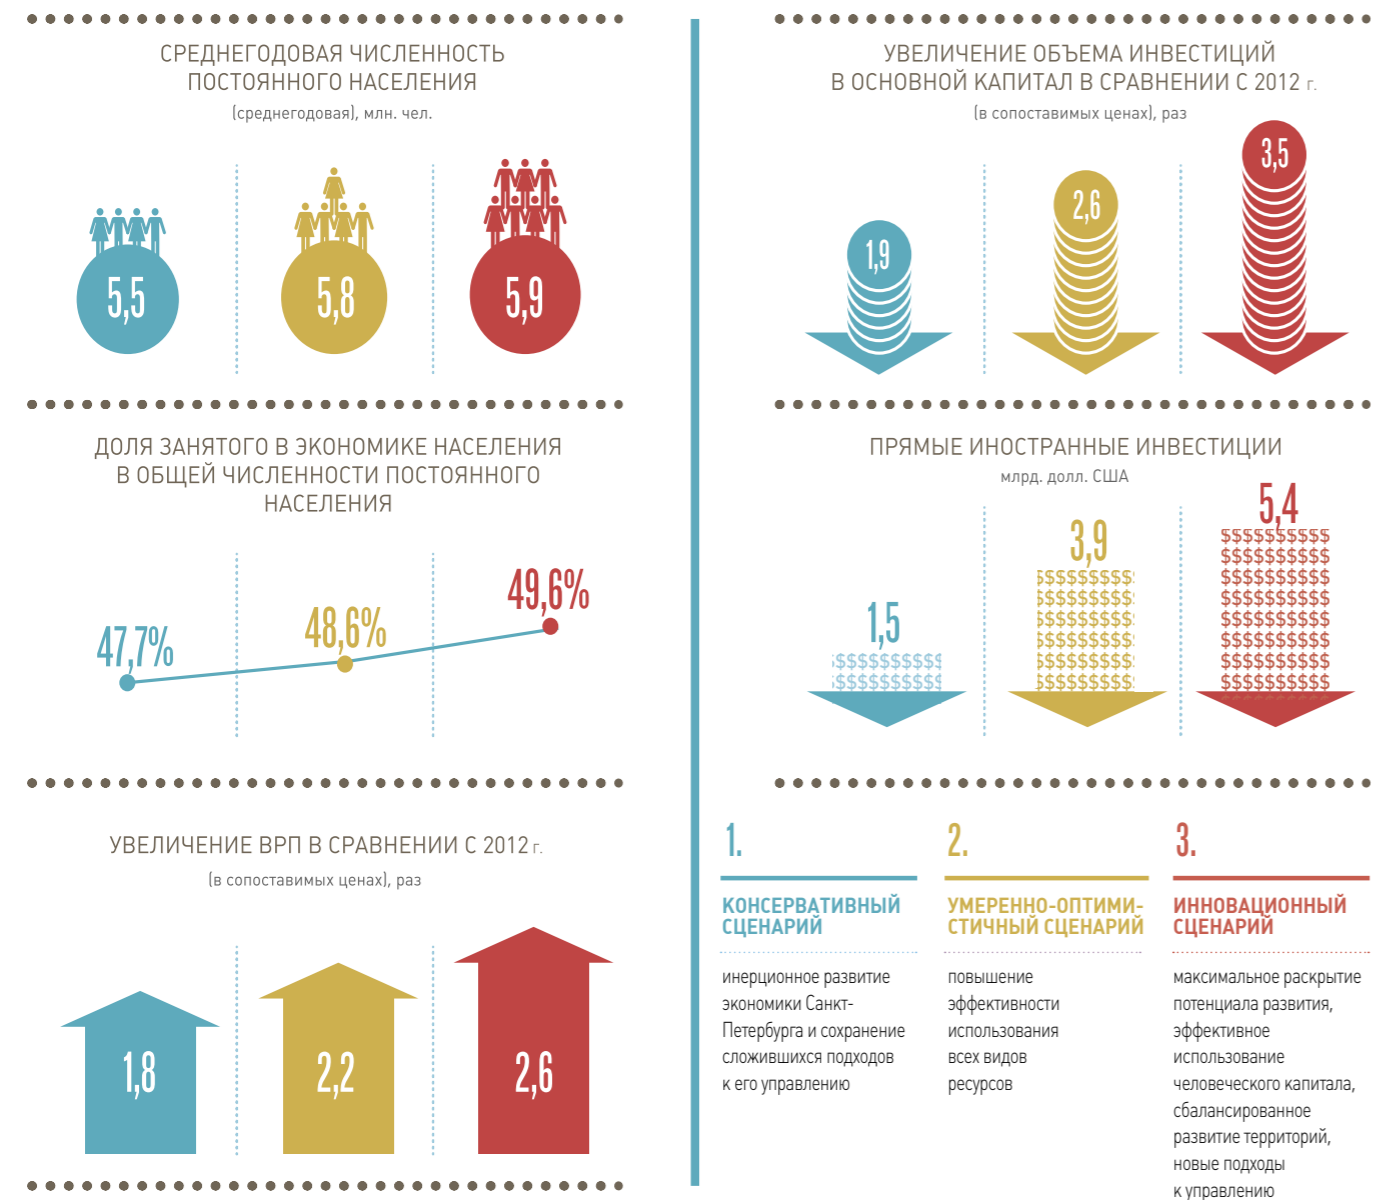 СРЕДНЕГОДОВАЯ ЧИСЛЕННОСТЬ
ПОСТОЯННОГО НАСЕЛЕНИЯ
(среднегодовая), млн. чел.
5,5
5,8
5,9
ДОЛЯ ЗАНЯТОГО В ЭКОНОМИКЕ НАСЕЛЕНИЯ
В ОБЩЕЙ ЧИСЛЕННОСТИ ПОСТОЯННОГО
НАСЕЛЕНИЯ
47,7%
48,6%
49,6%
УВЕЛИЧЕНИЕ ВРП В СРАВНЕНИИ С 2012 г.
(в сопоставимых ценах), раз
1,8
2,2
2,6
УВЕЛИЧЕНИЕ ОБЪЕМА ИНВЕСТИЦИЙ
В ОСНОВНОЙ КАПИТАЛ В СРАВНЕНИИ С 2012 г.
(в сопоставимых ценах), раз
1,9
2,6
3,5
ПРЯМЫЕ ИНОСТРАННЫЕ ИНВЕСТИЦИИ
млрд. долл. США
1,5
3,9
5,4
1.
КОНСЕРВАТИВНЫЙ
СЦЕНАРИЙ
инерционное развитие
экономики Санкт-
Петербурга и сохранение
сложившихся подходов
к его управлению
2.
УМЕРЕННО-ОПТИМИ-
СТИЧНЫЙ СЦЕНАРИЙ
повышение
эффективности
использования
всех видов
ресурсов
3.
ИННОВАЦИОННЫЙ
СЦЕНАРИЙ
максимальное раскрытие
потенциала развития,
эффективное
использование
человеческого капитала,
сбалансированное
развитие территорий,
новые подходы
к управлению